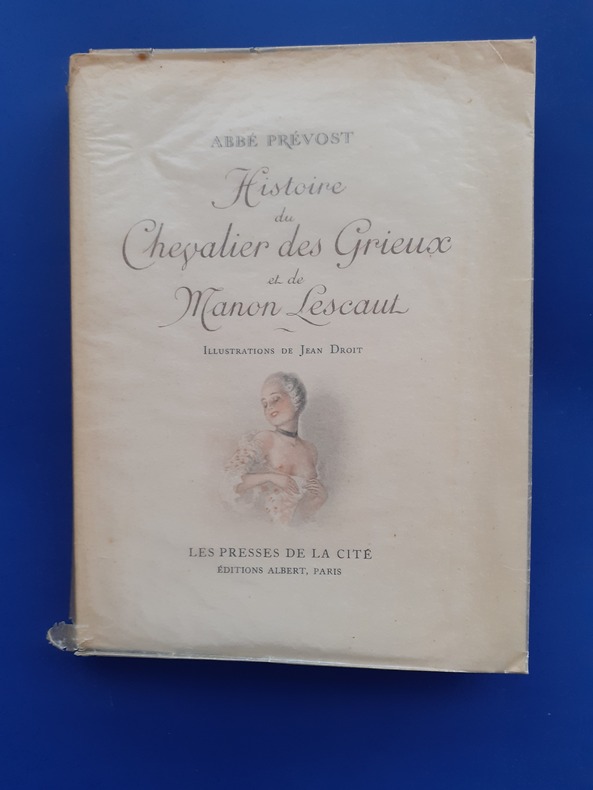 ABBÉ PRÉVOST
Histoire
du
Chevalier des Grieux
et de
Manon Lescaut
ILLUSTRATIONS DE JEAN DROIT
LES PRESSES DE LA CITÉ
ÉDITIONS ALBERT, PARIS